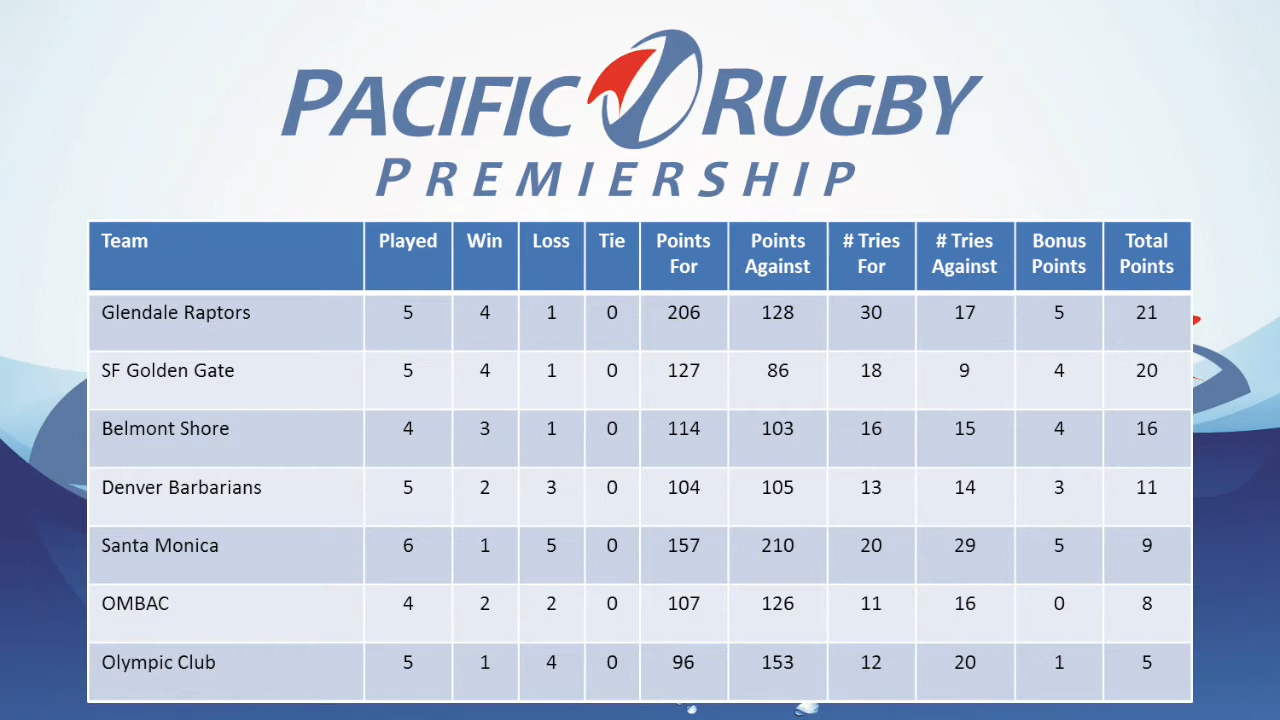 PACIFIC RUGBY
PREMIERSHIP
Team Played Win Loss Tie Points For Points Against # Tries For # Tries Against Bonus Points Total Points
Glendale Raptors 5 4 1 0 206 128 30 17 5 21
SF Golden Gate 5 4 1 0 127 86 18 9 4 20
Belmont Shore 4 3 1 0 114 103 16 15 4 16
Denver Barbarians 5 2 3 0 104 105 13 14 3 11
Santa Monica 6 1 5 0 157 210 20 29 5 9
OMBAC 4 2 2 0 107 126 11 16 0 8
Olympic Club 5 1 4 0 96 153 12 20 1 5